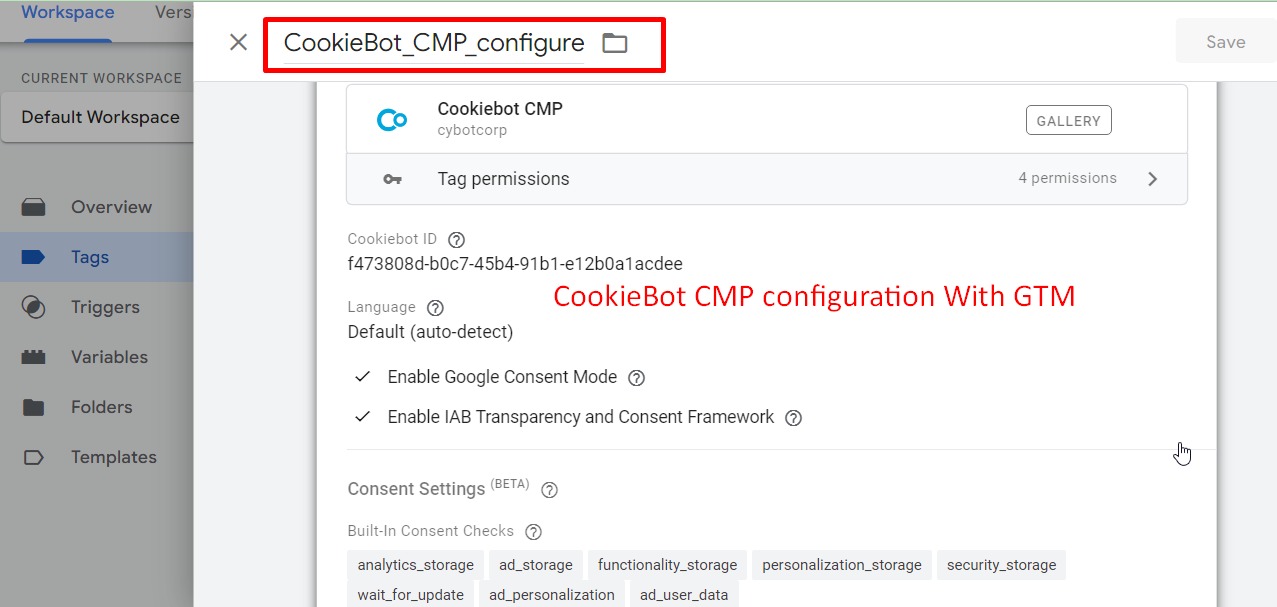 Workspace
Vers
CookieBot_CMP_configure
Save
CURRENT WORKSPACE
Default Workspace
Overview
Tags
Triggers
Variables
Folders
Templates
Cookiebot CMP
cybotcorp
GALLERY
Tag permissions
4 permissions
Cookiebot ID
f473808d-b0c7-45b4-91b1-e12b0a1acdee
CookieBot CMP configuration With GTM
Language
Default (auto-detect)
Enable Google Consent Mode
Enable IAB Transparency and Consent Framework
Consent Settings (BETA)
Built-In Consent Checks
analytics_storage ad_storage functionality_storage personalization_storage security_storage
wait_for_update ad_personalization ad_user_data